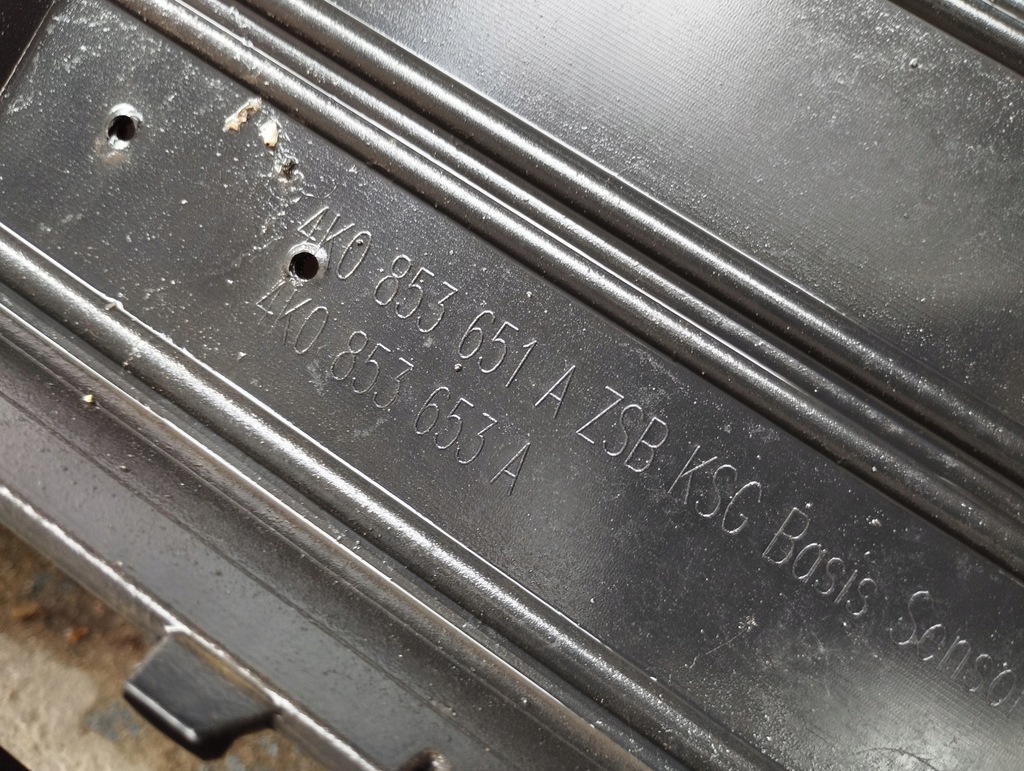 4K0 853 651 A ZSB KSG Basis Sensor
4K0 853 653 A